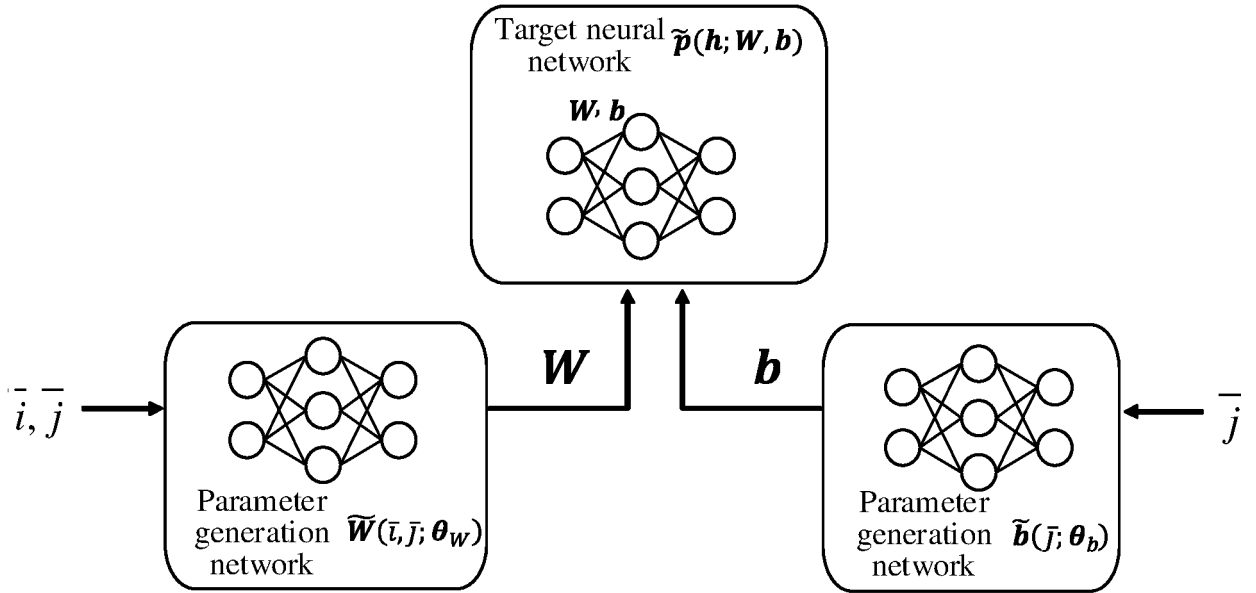 Target neural
network
p̃(h; W, b)
W, b
W
b
i̅, j̅
j̅
Parameter
generation
network
W̃(i̅, j̅; θ_W)
Parameter
generation
network
b̃(j̅; θ_b)